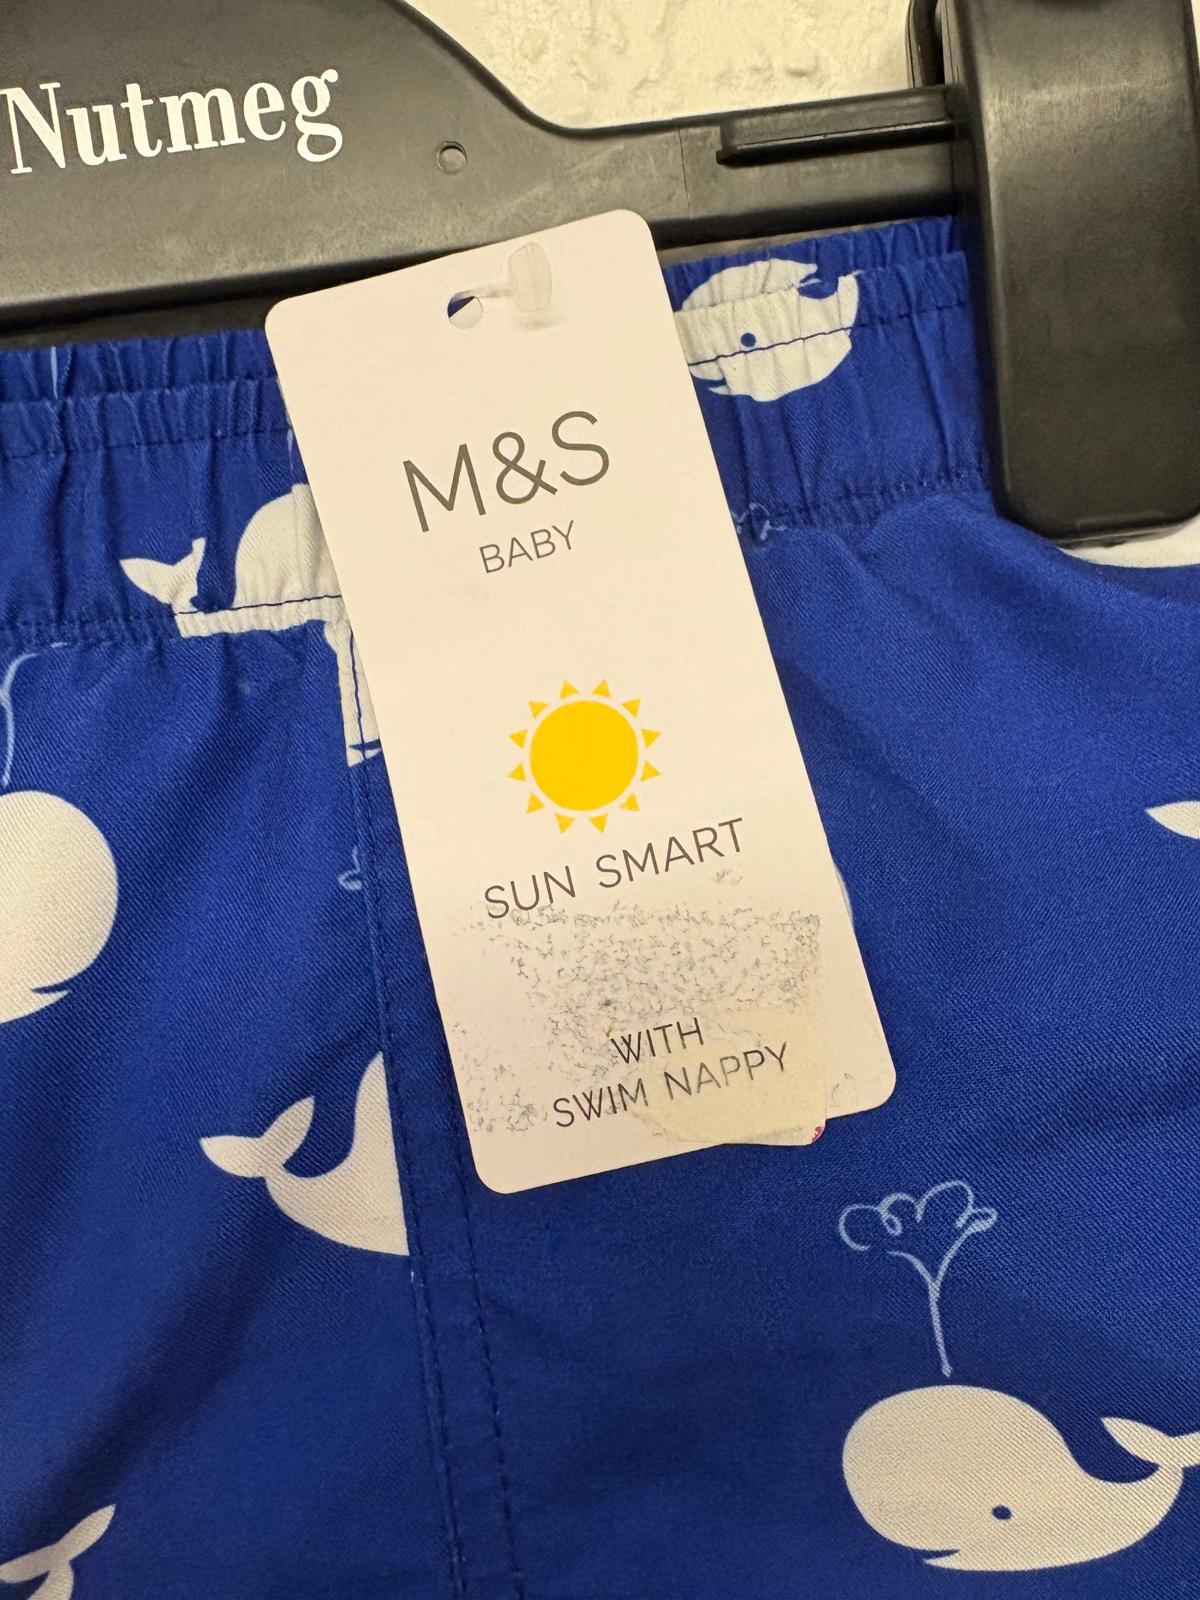 Nutmeg
M&S
BABY
SUN SMART
WITH
SWIM NAPPY